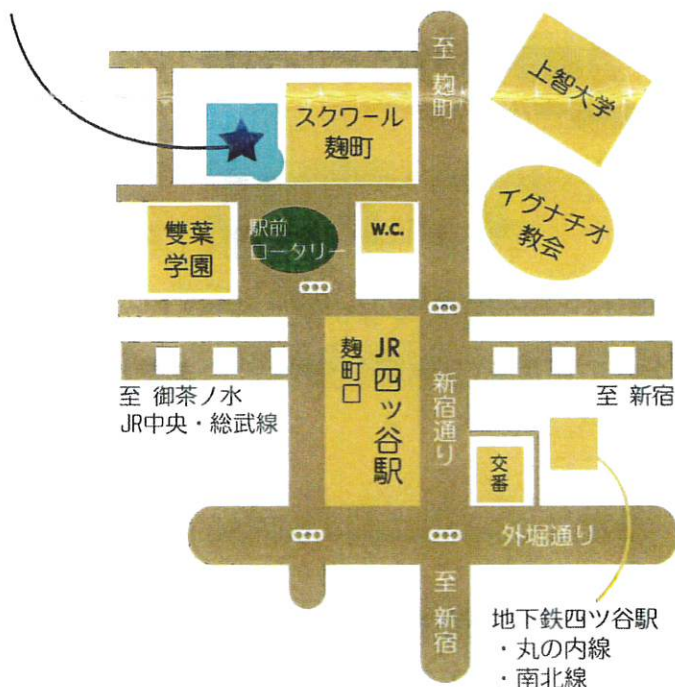 至 麹町
上智大学
スクワール
麹町
イグナチオ
教会
雙葉
学園
駅前
ロータリー
W.C.
JR四ッ谷駅
麹町口
新宿通り
至 御茶ノ水
JR中央・総武線
至 新宿
交番
外堀通り
至 新宿
地下鉄四ツ谷駅
・丸の内線
・南北線